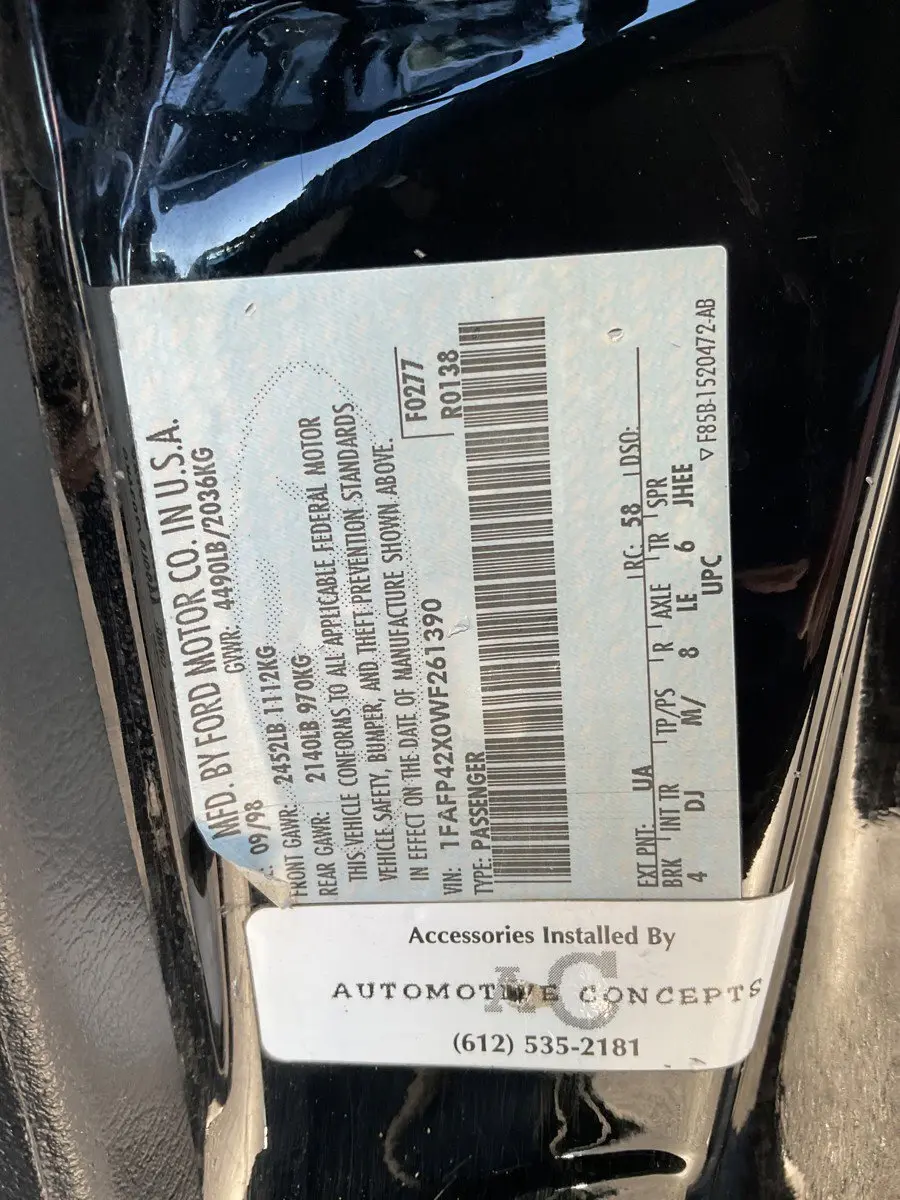 MFD. BY FORD MOTOR CO. IN U.S.A.
09/98 GVWR: 4490LB/2036KG
FRONT GAWR: 2452LB 1112KG
REAR GAWR: 2140LB 970KG
THIS VEHICLE CONFORMS TO ALL APPLICABLE FEDERAL MOTOR
VEHICLE SAFETY, BUMPER, AND THEFT PREVENTION STANDARDS
IN EFFECT ON THE DATE OF MANUFACTURE SHOWN ABOVE.
F0277
VIN: 1FAFP42X0WF261390 R0138
TYPE: PASSENGER
EXT PNT: UA RC: 58 DSO:
BRK INT TR TP/PS R AXLE TR SPR
4 DJ M/ 8 LE 6 JHEE
UPC
▽ F85B-1520472-AB
Accessories Installed By
AC
AUTOMOTIVE CONCEPTS
(612) 535-2181